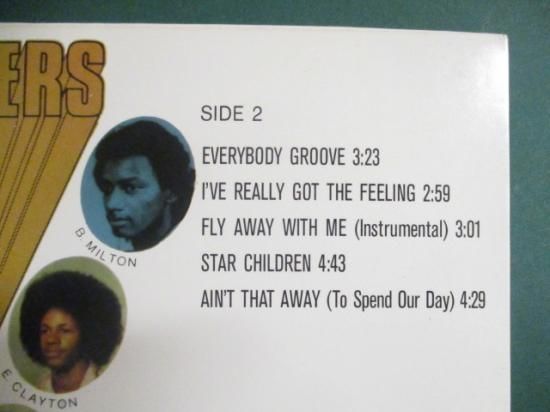 ERS
SIDE 2
EVERYBODY GROOVE 3:23
I'VE REALLY GOT THE FEELING 2:59
FLY AWAY WITH ME (Instrumental) 3:01
STAR CHILDREN 4:43
AIN'T THAT AWAY (To Spend Our Day) 4:29
B. MILTON
E. CLAYTON